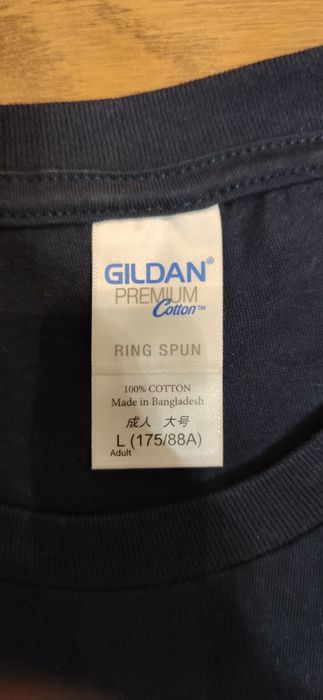 GILDAN®
PREMIUM
Cotton™
RING SPUN
100% COTTON
Made in Bangladesh
成人 大号
L (175/88A)
Adult